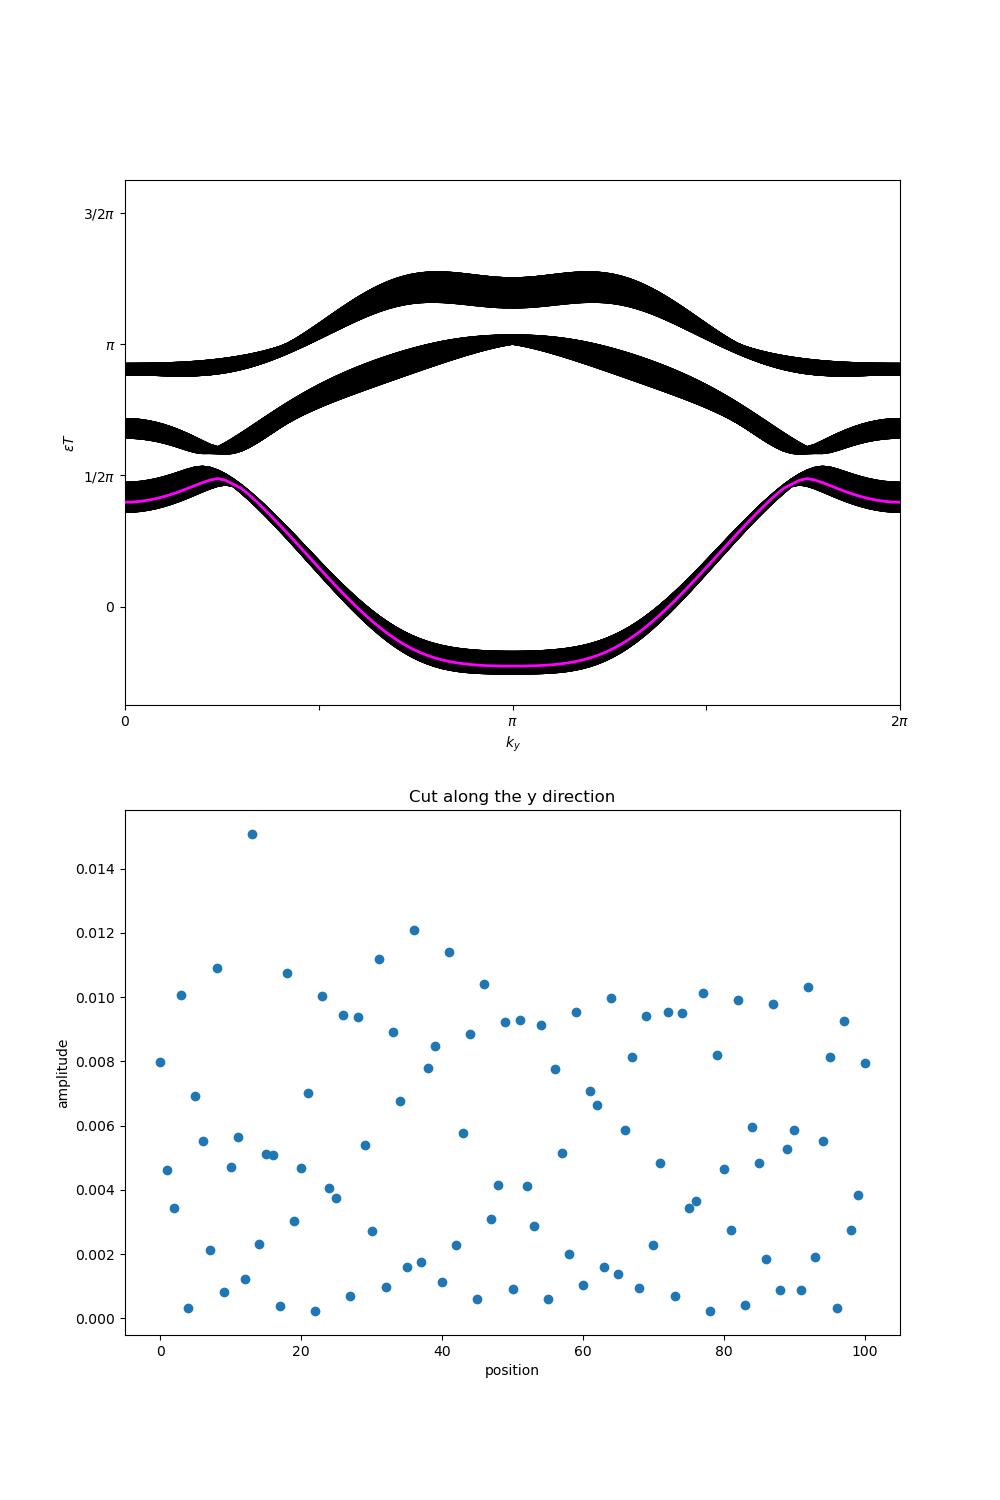 3/2π
π
1/2π
0
εT
0 π 2π
k_y
Cut along the y direction
0.014
0.012
0.010
0.008
0.006
0.004
0.002
0.000
amplitude
0 20 40 60 80 100
position